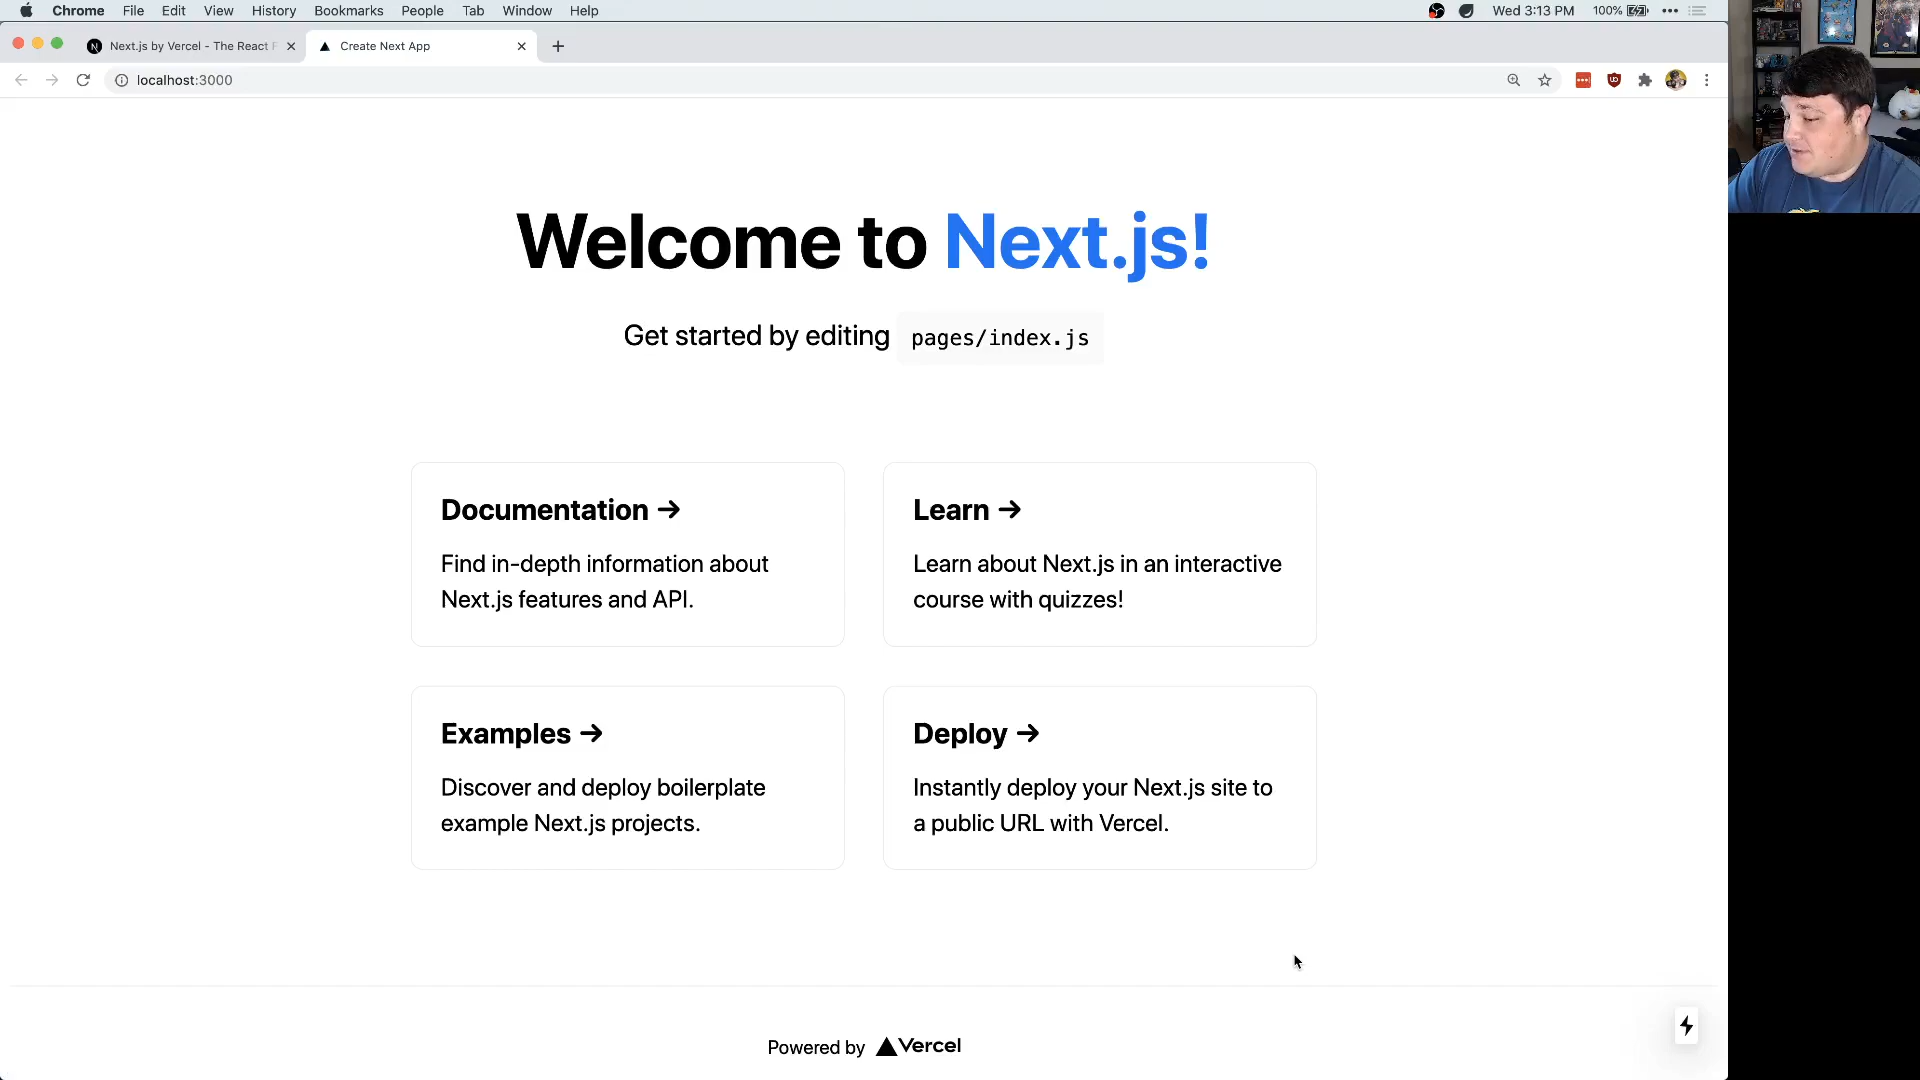 Chrome File Edit View History Bookmarks People Tab Window Help Wed 3:13 PM 100%
Next.js by Vercel - The React F Create Next App
localhost:3000
Welcome to Next.js!
Get started by editing pages/index.js
Documentation →
Find in-depth information about
Next.js features and API.
Learn →
Learn about Next.js in an interactive
course with quizzes!
Examples →
Discover and deploy boilerplate
example Next.js projects.
Deploy →
Instantly deploy your Next.js site to
a public URL with Vercel.
Powered by Vercel